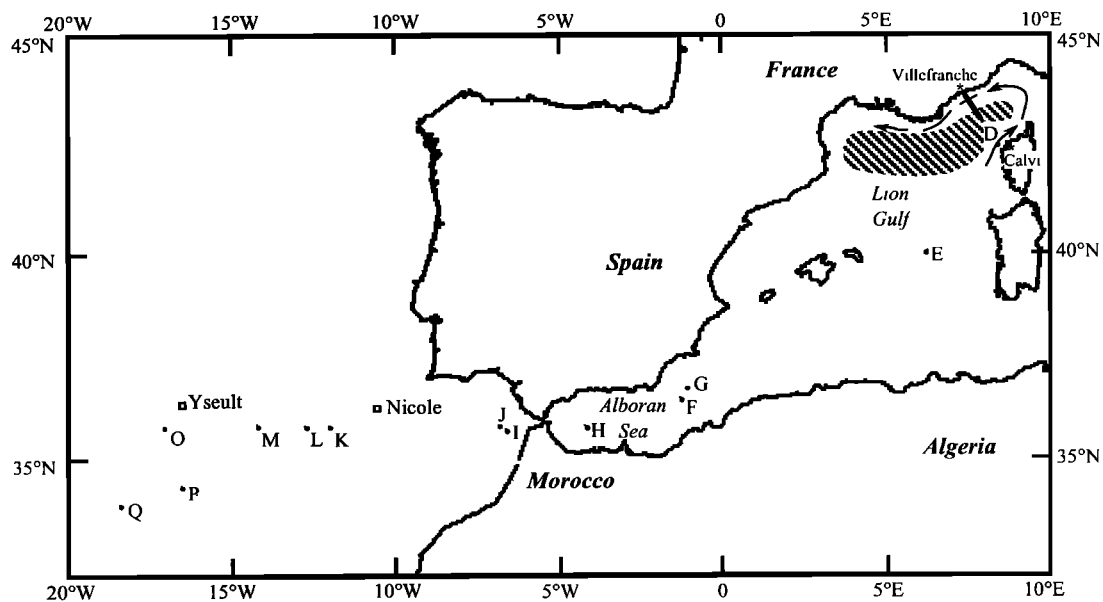 20°W 15°W 10°W 5°W 0 5°E 10°E
45°N 45°N
France
Villefranche
D
Calvi
Lion
Gulf
40°N 40°N
Spain
E
G
Yseult
Nicole
Alboran
Sea
F
O M L K J I H
35°N 35°N
Algeria
Morocco
P
Q
20°W 15°W 10°W 5°W 0 5°E 10°E